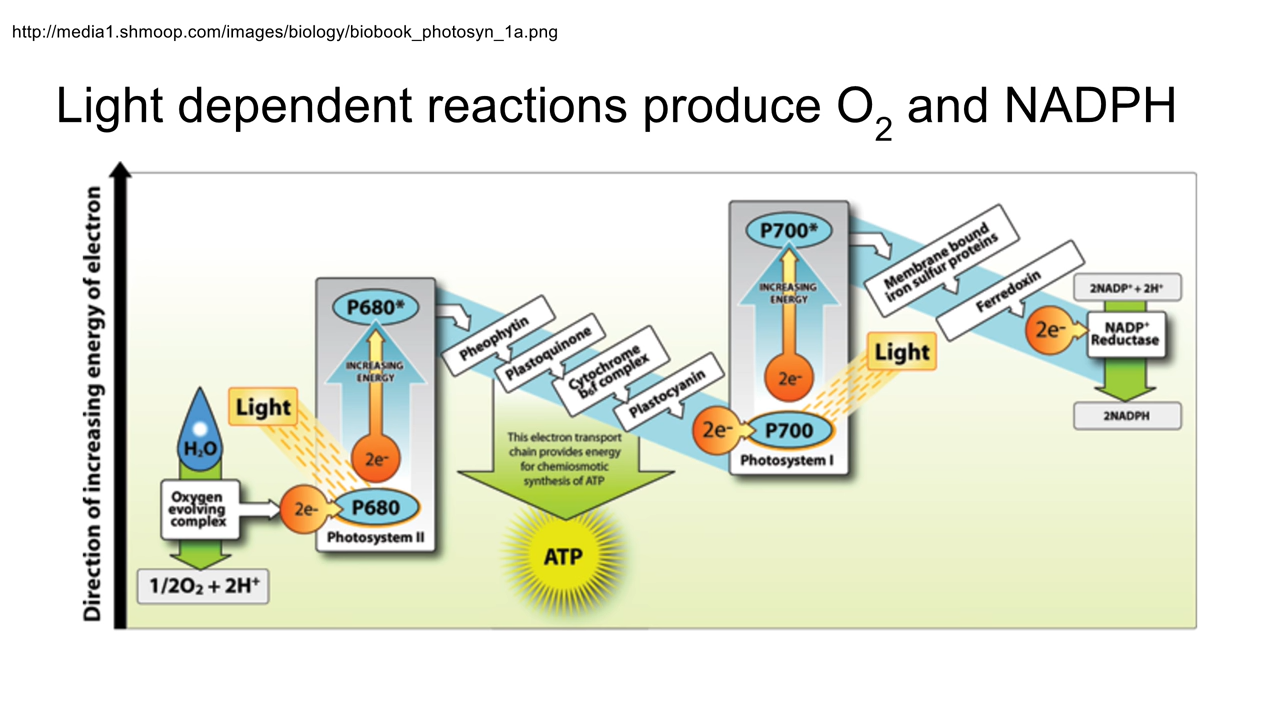 http://media1.shmoop.com/images/biology/biobook_photosyn_1a.png
Light dependent reactions produce O₂ and NADPH
Direction of increasing energy of electron
H₂O
Oxygen
evolving
complex
1/2O₂ + 2H⁺
Light
2e-
P680*
INCREASING
ENERGY
2e-
P680
Photosystem II
Pheophytin
Plastoquinone
Cytochrome
b₆f complex
Plastocyanin
This electron transport
chain provides energy
for chemiosmotic
synthesis of ATP
ATP
2e-
P700*
INCREASING
ENERGY
2e-
P700
Photosystem I
Light
Membrane bound
iron sulfur proteins
Ferredoxin
2e-
2NADP⁺ + 2H⁺
NADP⁺
Reductase
2NADPH